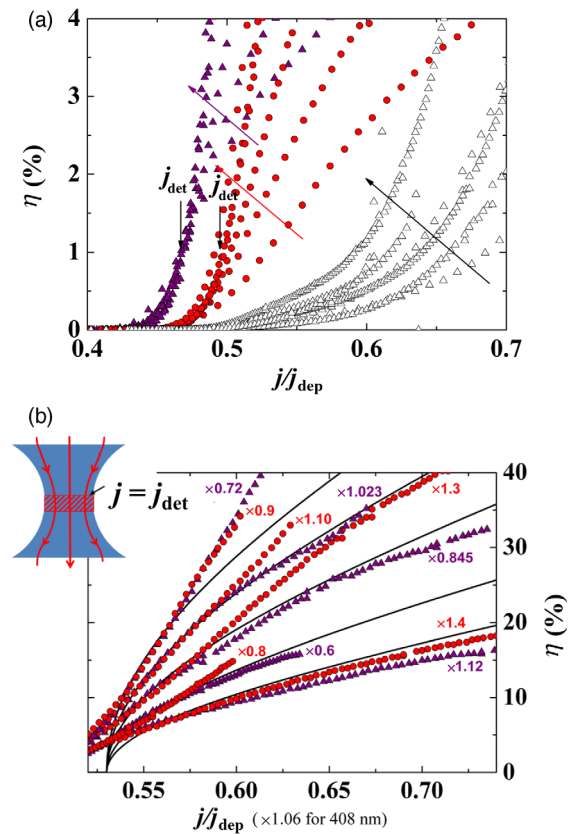 (a)
4
3
2
1
0
η (%)
j_det
j_det
0.4 0.5 0.6 0.7
j/j_dep
(b)
j = j_det
×0.72
×0.9
×1.10
×1.023
×1.3
×0.845
×0.8
×0.6
×1.4
×1.12
40
30
20
10
0
η (%)
0.55 0.60 0.65 0.70
j/j_dep (×1.06 for 408 nm)